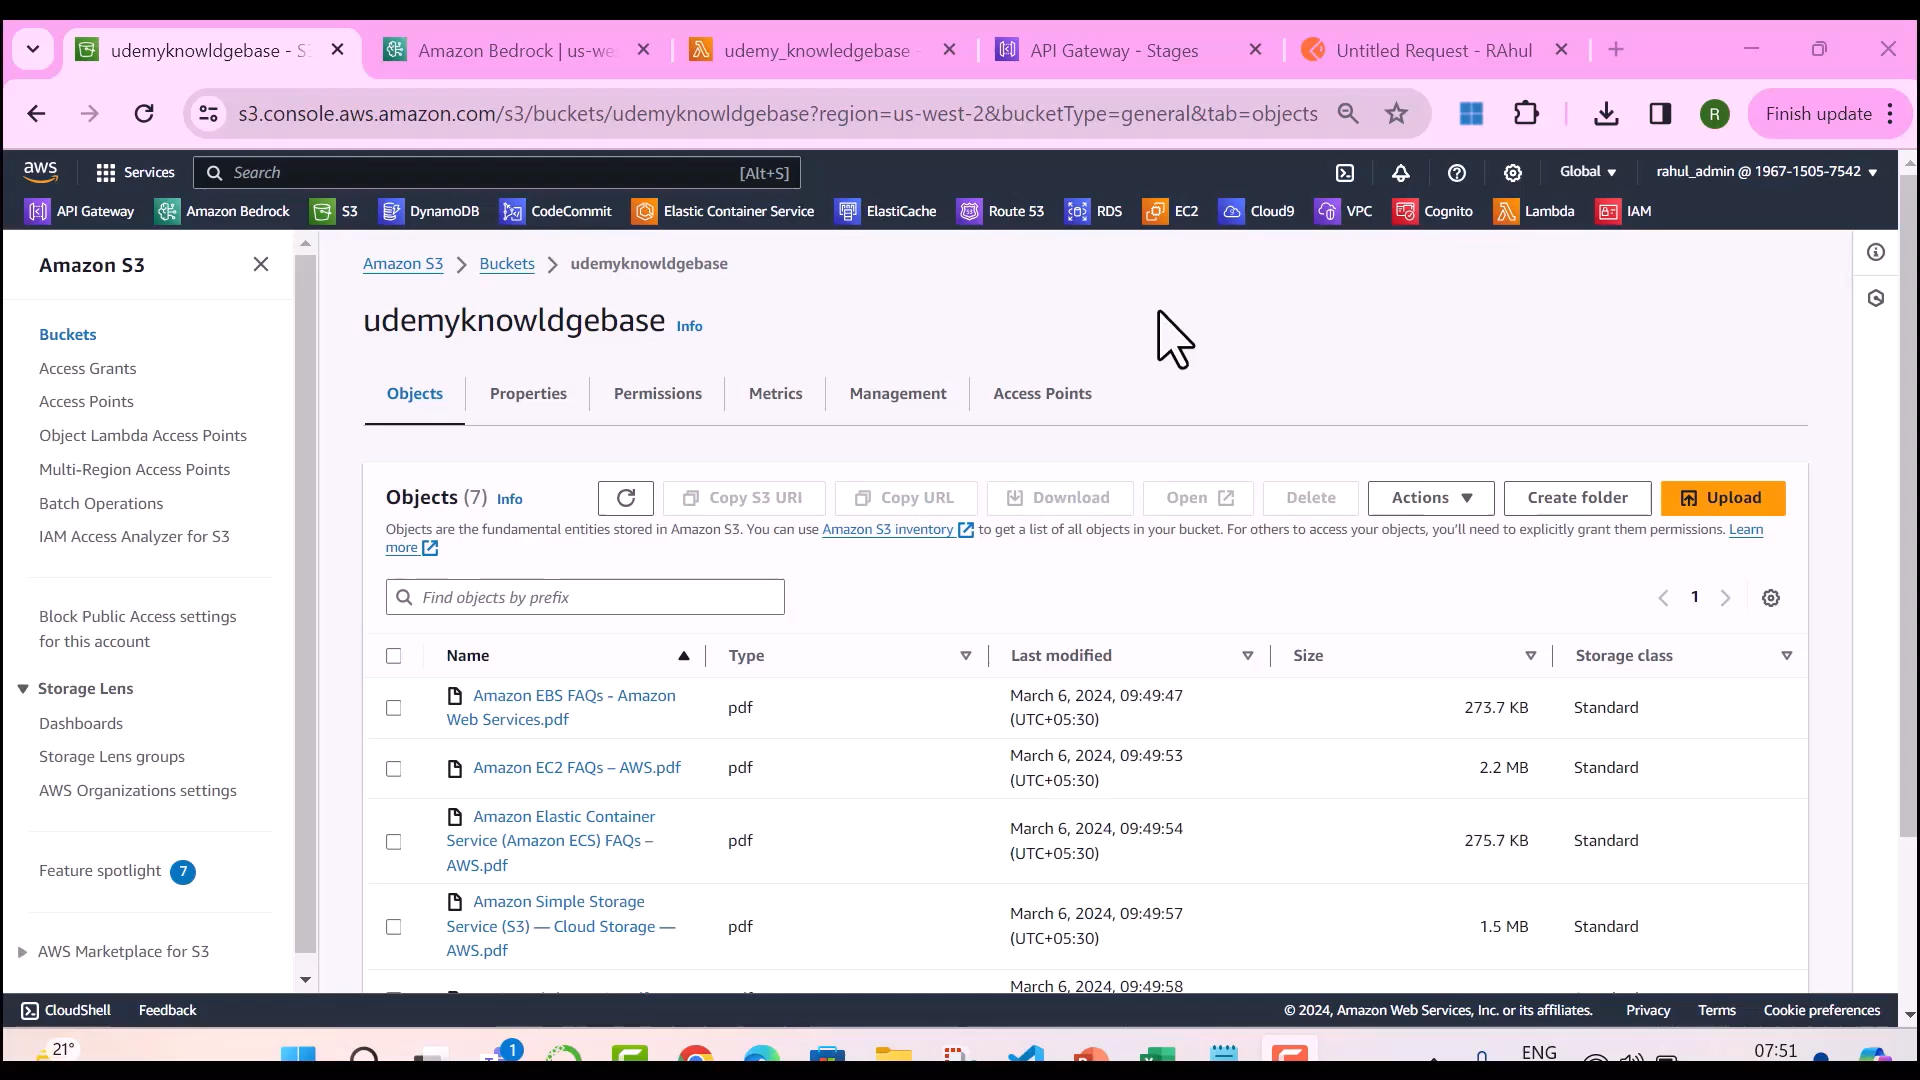 udemyknowldgebase - S3
Amazon Bedrock | us-we
udemy_knowledgebase -
API Gateway - Stages
Untitled Request - RAhul
s3.console.aws.amazon.com/s3/buckets/udemyknowldgebase?region=us-west-2&bucketType=general&tab=objects
R
Finish update
aws
Services
Search
[Alt+S]
Global
rahul_admin @ 1967-1505-7542
API Gateway
Amazon Bedrock
S3
DynamoDB
CodeCommit
Elastic Container Service
ElastiCache
Route 53
RDS
EC2
Cloud9
VPC
Cognito
Lambda
IAM
Amazon S3
Buckets
Access Grants
Access Points
Object Lambda Access Points
Multi-Region Access Points
Batch Operations
IAM Access Analyzer for S3
Block Public Access settings
for this account
Storage Lens
Dashboards
Storage Lens groups
AWS Organizations settings
Feature spotlight 7
AWS Marketplace for S3
Amazon S3 > Buckets > udemyknowldgebase
udemyknowldgebase Info
Objects
Properties
Permissions
Metrics
Management
Access Points
Objects (7) Info
Copy S3 URI
Copy URL
Download
Open
Delete
Actions
Create folder
Upload
Objects are the fundamental entities stored in Amazon S3. You can use Amazon S3 inventory to get a list of all objects in your bucket. For others to access your objects, you'll need to explicitly grant them permissions. Learn
more
Find objects by prefix
1
Name
Type
Last modified
Size
Storage class
Amazon EBS FAQs - Amazon
Web Services.pdf
pdf
March 6, 2024, 09:49:47
(UTC+05:30)
273.7 KB
Standard
Amazon EC2 FAQs – AWS.pdf
pdf
March 6, 2024, 09:49:53
(UTC+05:30)
2.2 MB
Standard
Amazon Elastic Container
Service (Amazon ECS) FAQs –
AWS.pdf
pdf
March 6, 2024, 09:49:54
(UTC+05:30)
275.7 KB
Standard
Amazon Simple Storage
Service (S3) — Cloud Storage —
AWS.pdf
pdf
March 6, 2024, 09:49:57
(UTC+05:30)
1.5 MB
Standard
March 6, 2024, 09:49:58
CloudShell
Feedback
© 2024, Amazon Web Services, Inc. or its affiliates.
Privacy
Terms
Cookie preferences
21°
1
ENG
07:51